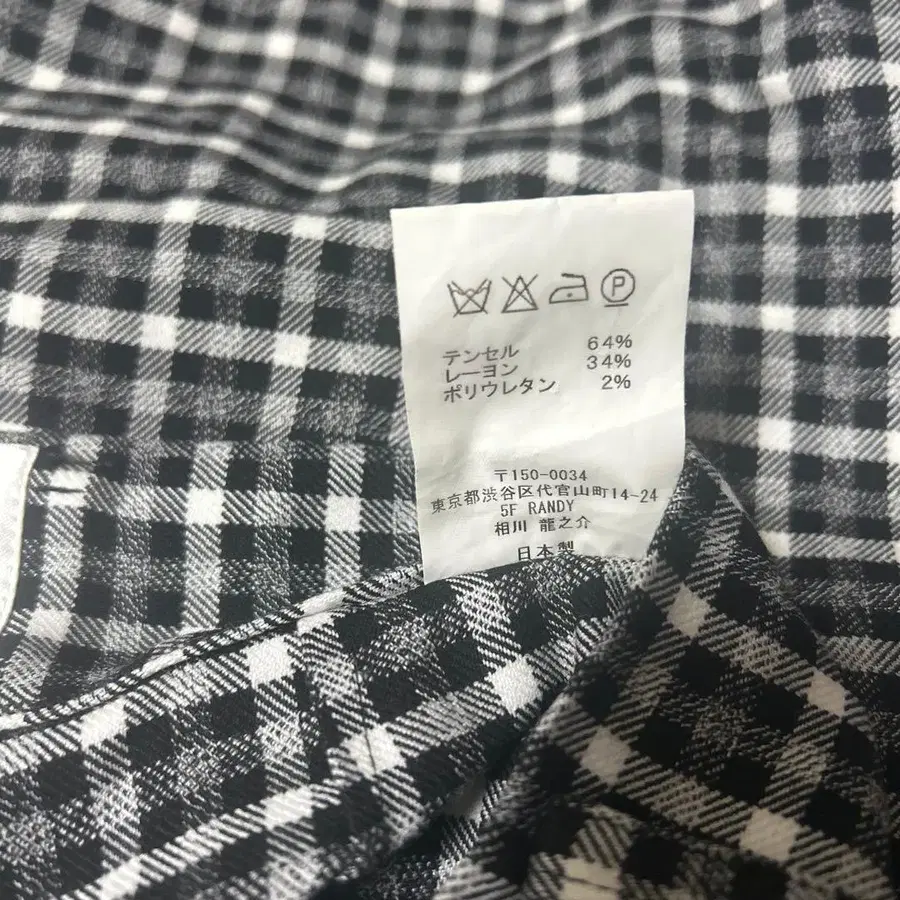 P
テンセル 64%
レーヨン 34%
ポリウレタン 2%
〒150-0034
東京都渋谷区代官山町14-24
5F RANDY
相川 龍之介
日本製